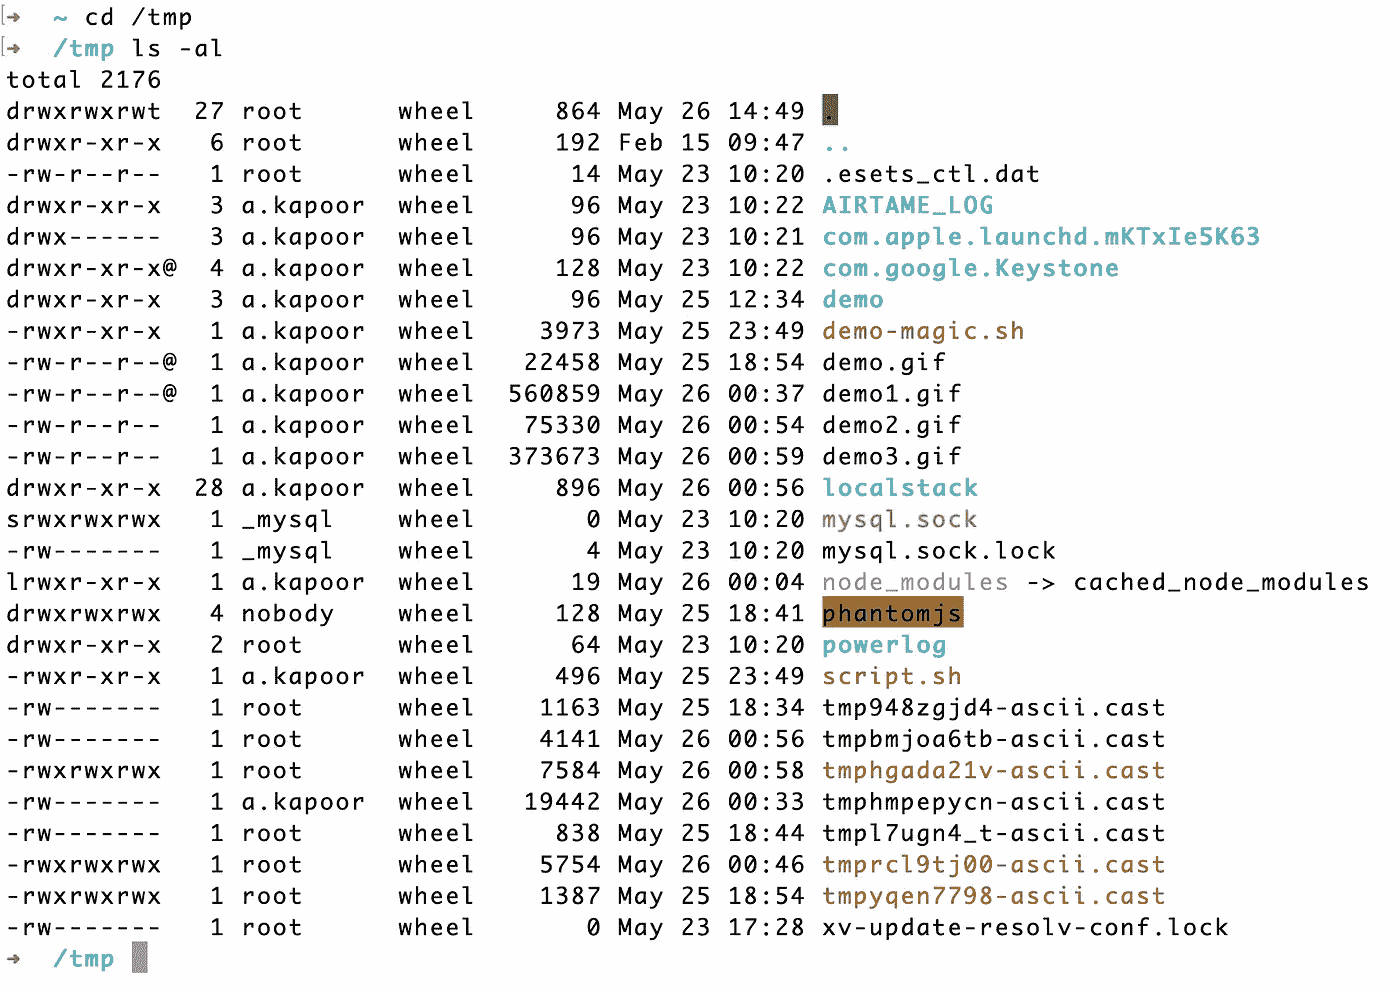 [➜  ~ cd /tmp
[➜  /tmp ls -al
total 2176
drwxrwxrwt  27 root      wheel     864 May 26 14:49 .
drwxr-xr-x   6 root      wheel     192 Feb 15 09:47 ..
-rw-r--r--   1 root      wheel      14 May 23 10:20 .esets_ctl.dat
drwxr-xr-x   3 a.kapoor  wheel      96 May 23 10:22 AIRTAME_LOG
drwx------   3 a.kapoor  wheel      96 May 23 10:21 com.apple.launchd.mKTxIe5K63
drwxr-xr-x@  4 a.kapoor  wheel     128 May 23 10:22 com.google.Keystone
drwxr-xr-x   3 a.kapoor  wheel      96 May 25 12:34 demo
-rwxr-xr-x   1 a.kapoor  wheel    3973 May 25 23:49 demo-magic.sh
-rw-r--r--@  1 a.kapoor  wheel   22458 May 25 18:54 demo.gif
-rw-r--r--@  1 a.kapoor  wheel  560859 May 26 00:37 demo1.gif
-rw-r--r--   1 a.kapoor  wheel   75330 May 26 00:54 demo2.gif
-rw-r--r--   1 a.kapoor  wheel  373673 May 26 00:59 demo3.gif
drwxr-xr-x  28 a.kapoor  wheel     896 May 26 00:56 localstack
srwxrwxrwx   1 _mysql    wheel       0 May 23 10:20 mysql.sock
-rw-------   1 _mysql    wheel       4 May 23 10:20 mysql.sock.lock
lrwxr-xr-x   1 a.kapoor  wheel      19 May 26 00:04 node_modules -> cached_node_modules
drwxrwxrwx   4 nobody    wheel     128 May 25 18:41 phantomjs
drwxr-xr-x   2 root      wheel      64 May 23 10:20 powerlog
-rwxr-xr-x   1 a.kapoor  wheel     496 May 25 23:49 script.sh
-rw-------   1 root      wheel    1163 May 25 18:34 tmp948zgjd4-ascii.cast
-rw-------   1 root      wheel    4141 May 26 00:56 tmpbmjoa6tb-ascii.cast
-rwxrwxrwx   1 root      wheel    7584 May 26 00:58 tmphgada21v-ascii.cast
-rw-------   1 a.kapoor  wheel   19442 May 26 00:33 tmphmpepycn-ascii.cast
-rw-------   1 root      wheel     838 May 25 18:44 tmpl7ugn4_t-ascii.cast
-rwxrwxrwx   1 root      wheel    5754 May 26 00:46 tmprcl9tj00-ascii.cast
-rwxrwxrwx   1 root      wheel    1387 May 25 18:54 tmpyqen7798-ascii.cast
-rw-------   1 root      wheel       0 May 23 17:28 xv-update-resolv-conf.lock
➜  /tmp